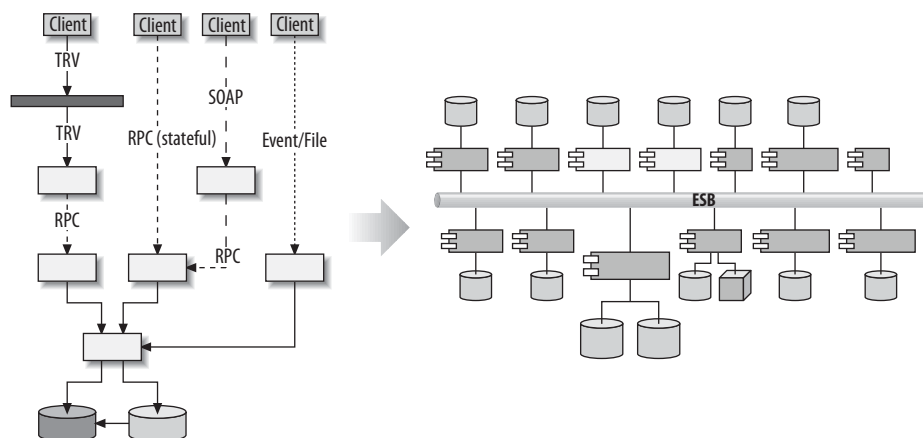 Client
Client
Client
Client
TRV
SOAP
TRV
RPC (stateful)
Event/File
RPC
RPC
ESB